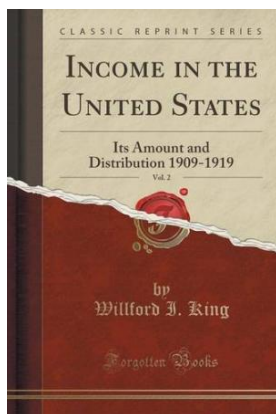 CLASSIC REPRINT SERIES
INCOME IN THE
UNITED STATES
Its Amount and
Distribution 1909-1919
Vol. 2
by
Willford I. King
Forgotten Books